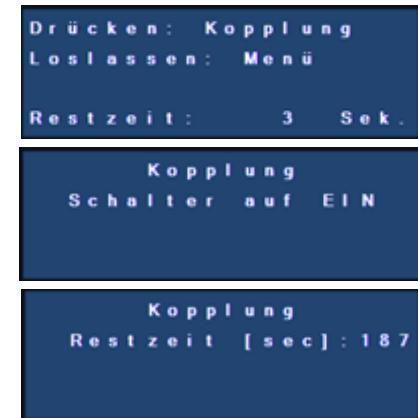 Drücken: Kopplung
Loslassen: Menü
Restzeit: 3 Sek.
Kopplung
Schalter auf EIN
Kopplung
Restzeit [sec]:187